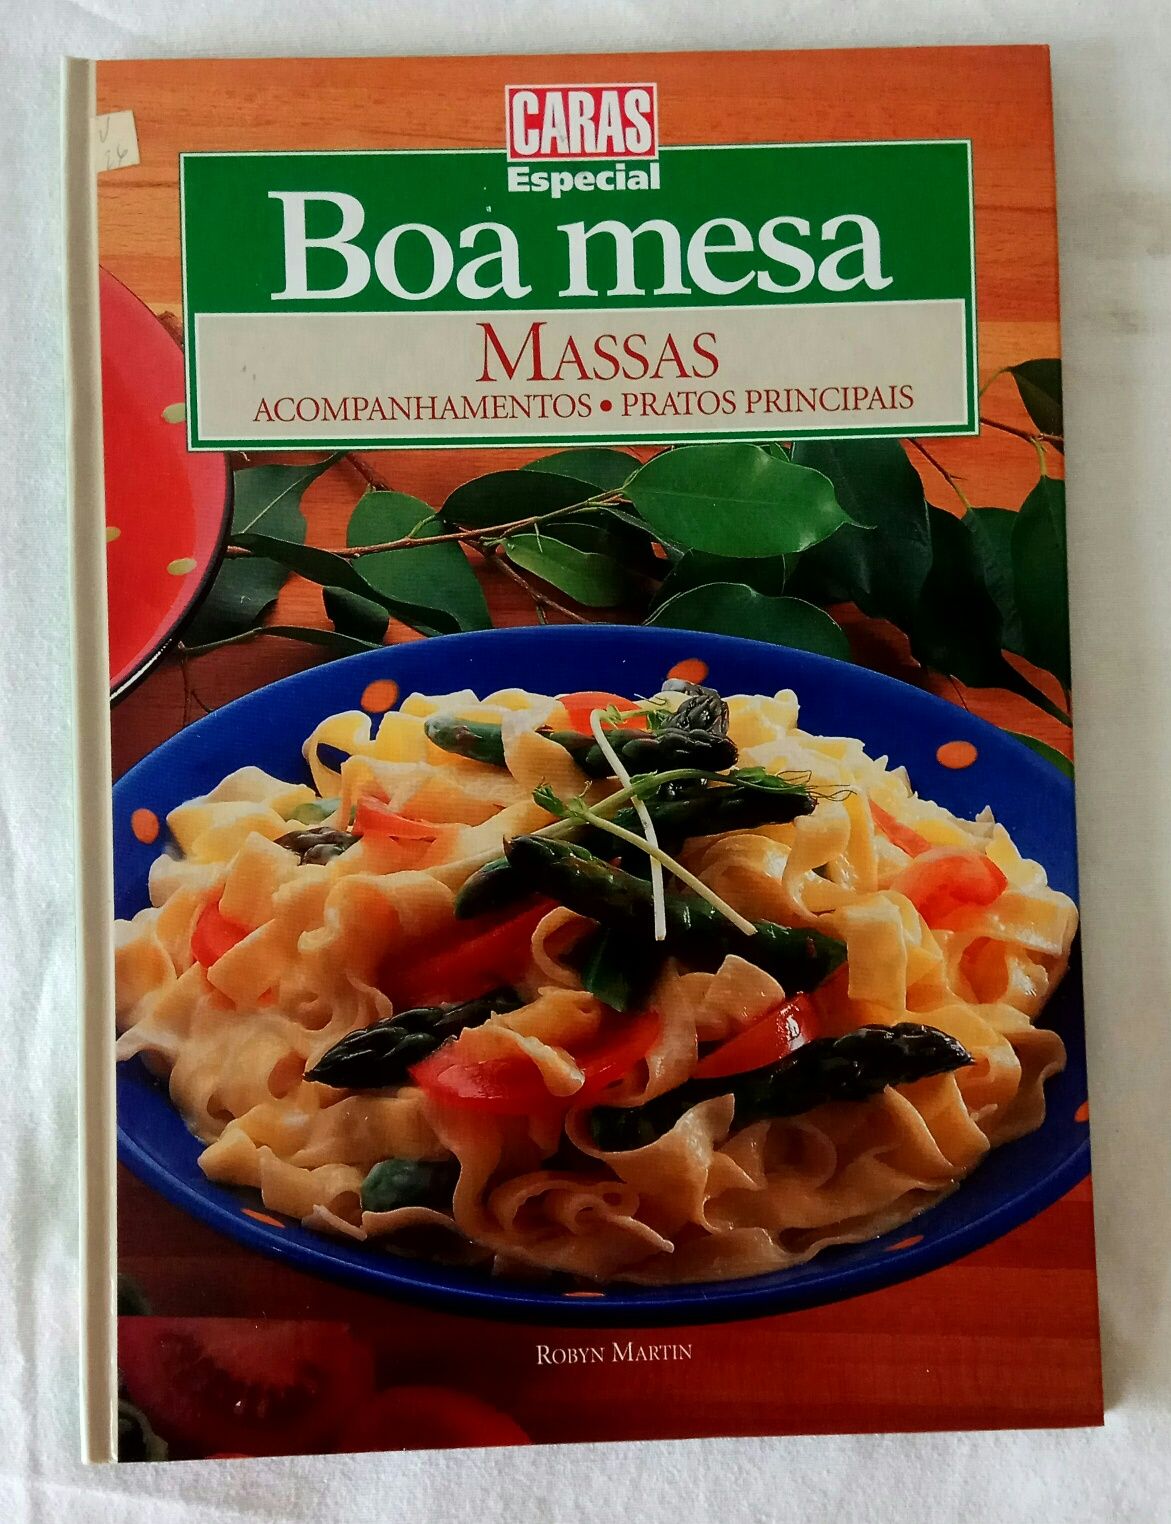 CARAS
Especial
Boa mesa
MASSAS
ACOMPANHAMENTOS • PRATOS PRINCIPAIS
ROBYN MARTIN